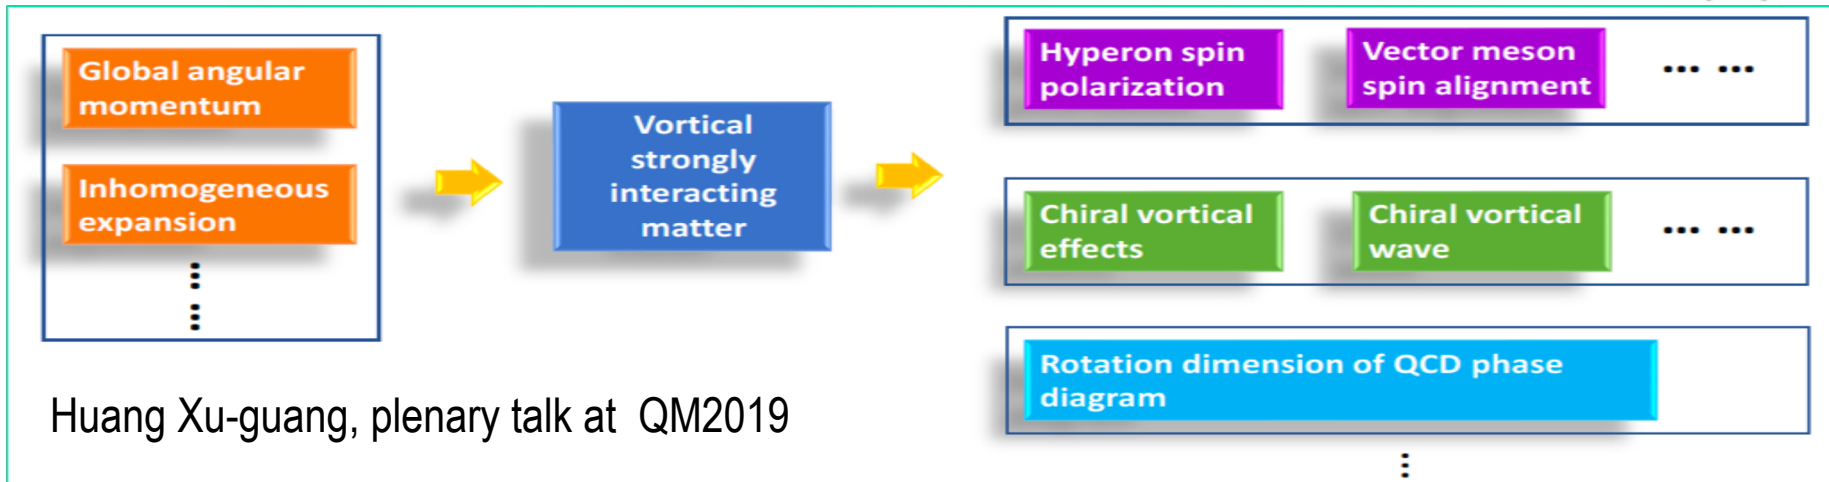 Global angular
momentum
Inhomogeneous
expansion
Vortical
strongly
interacting
matter
Hyperon spin
polarization
Vector meson
spin alignment
... ...
Chiral vortical
effects
Chiral vortical
wave
... ...
Rotation dimension of QCD phase
diagram
Huang Xu-guang, plenary talk at QM2019